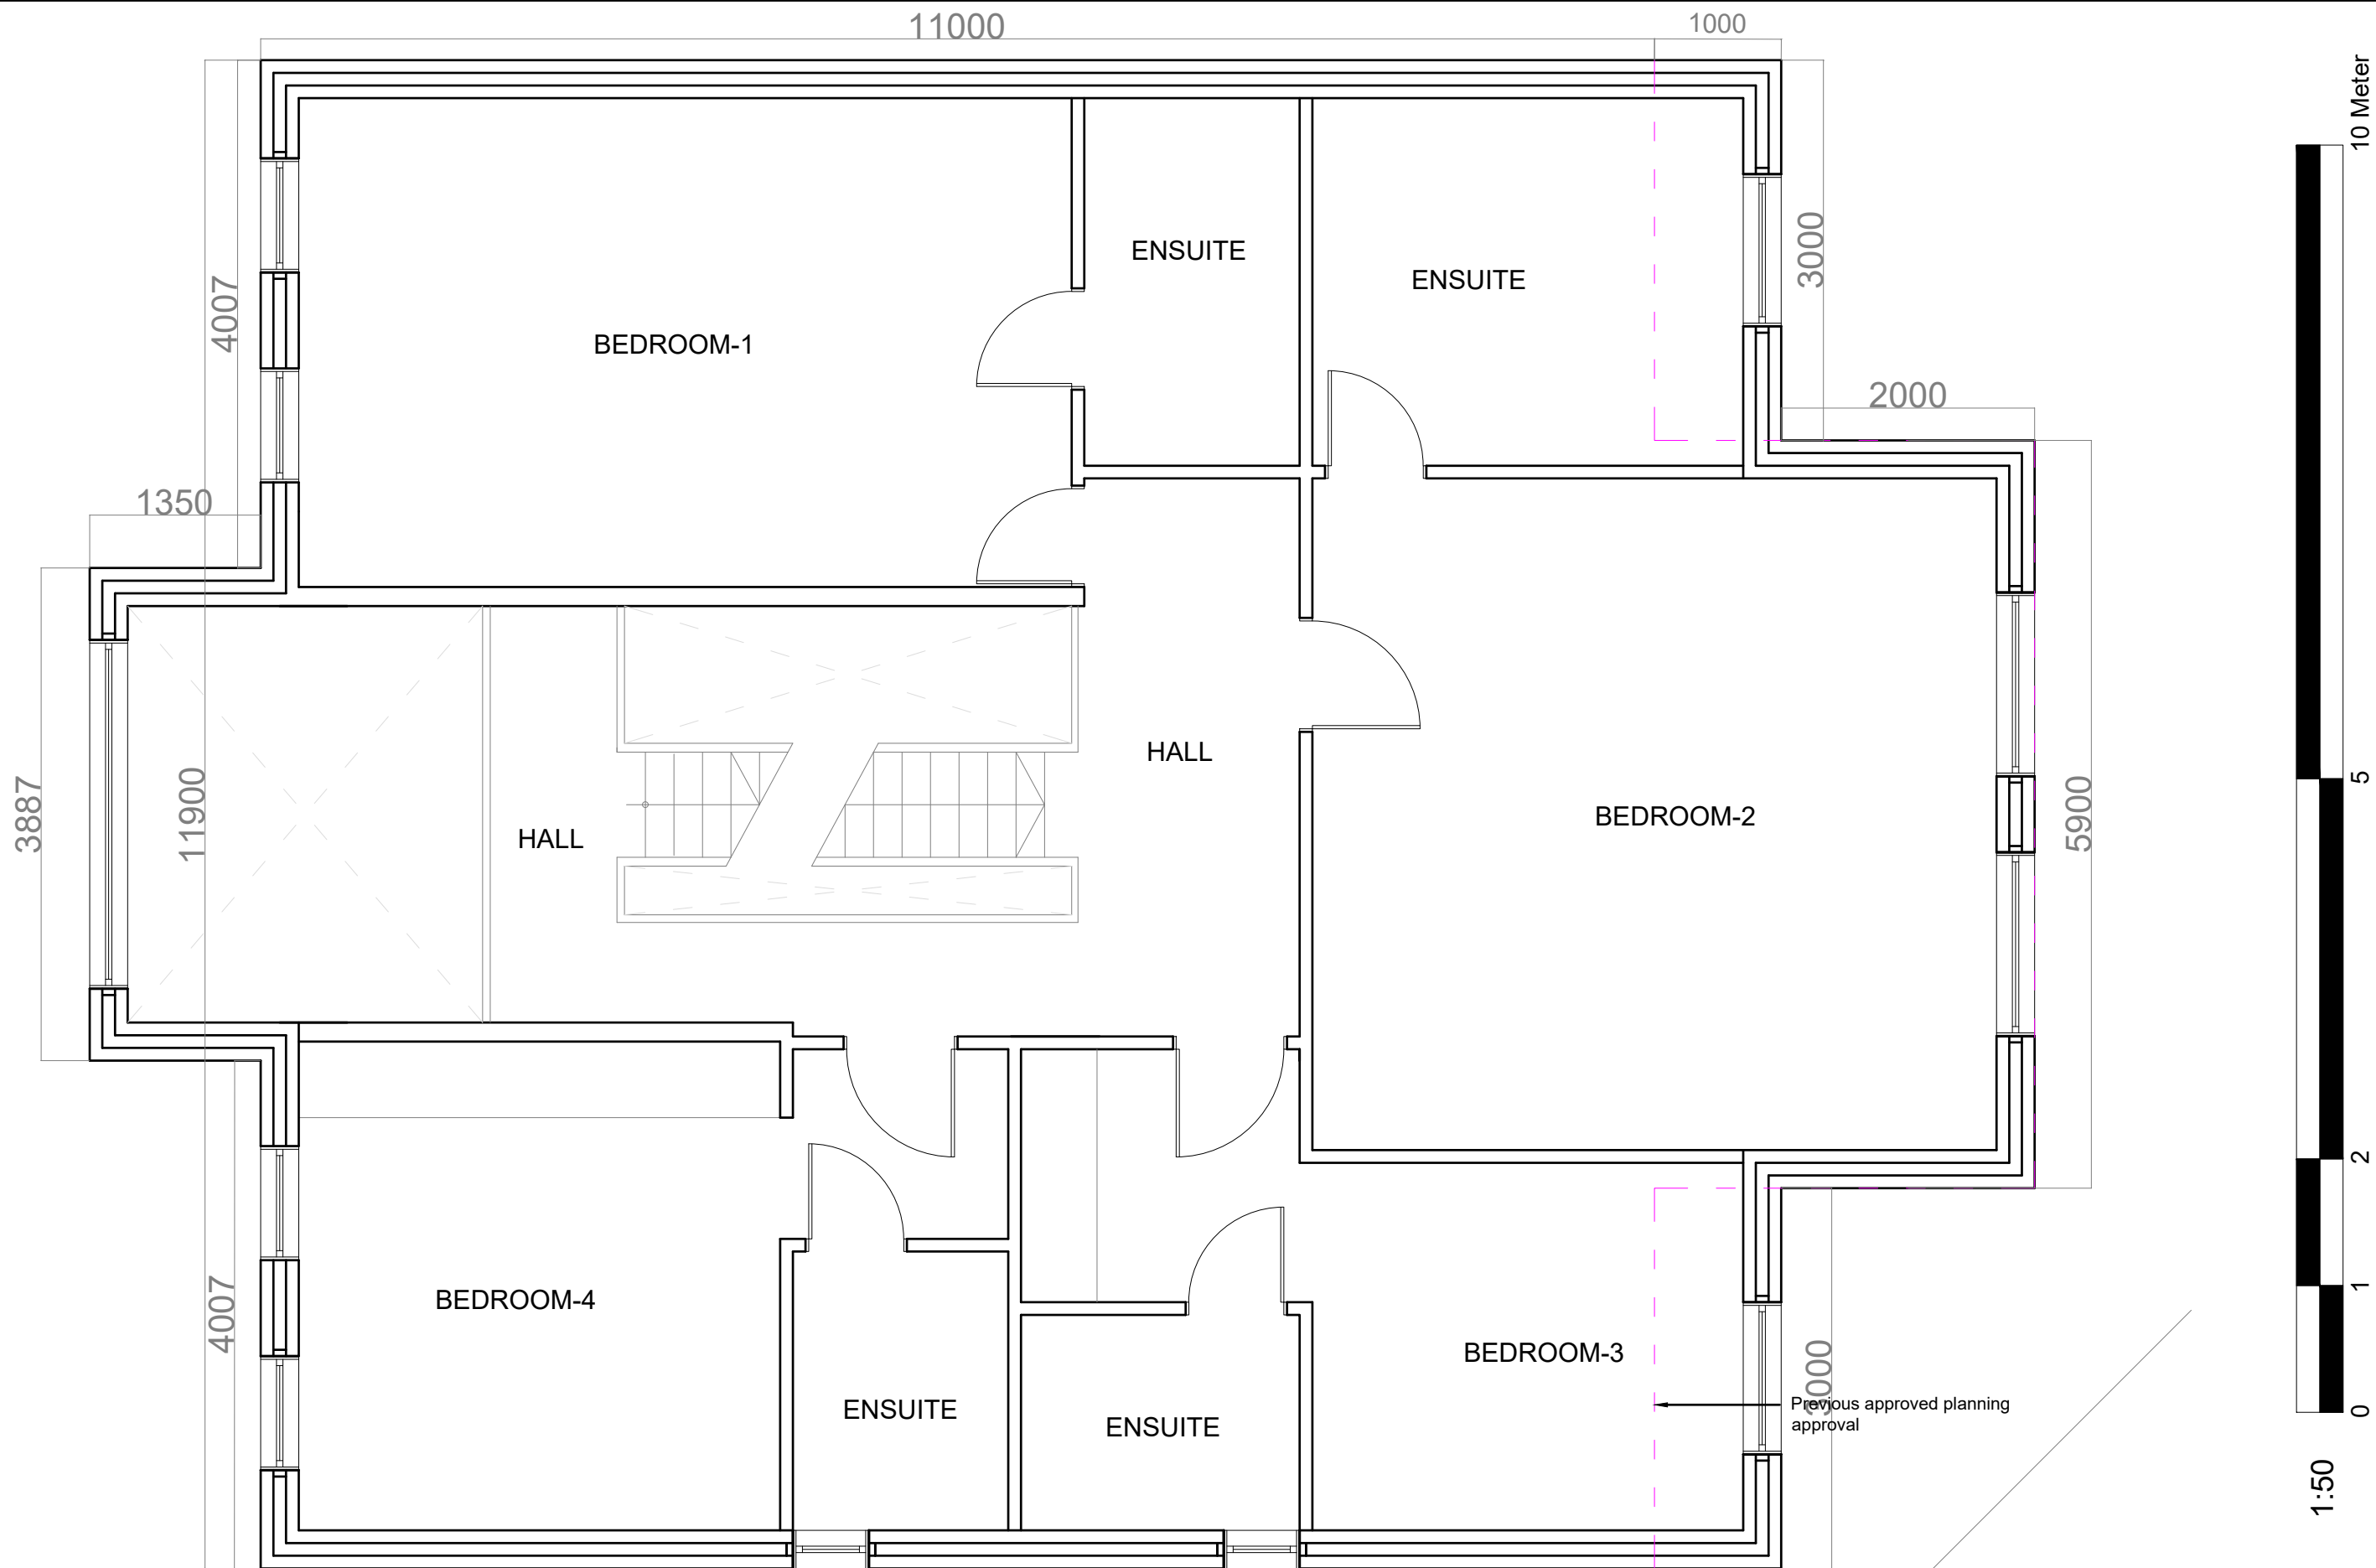 11000
1000
10 Meter
ENSUITE
ENSUITE
3000
4007
BEDROOM-1
2000
1350
HALL
5
3887
11900
HALL
BEDROOM-2
5900
2
BEDROOM-4
4007
1
BEDROOM-3
3000
Previous approved planning
approval
ENSUITE
ENSUITE
0
1:50